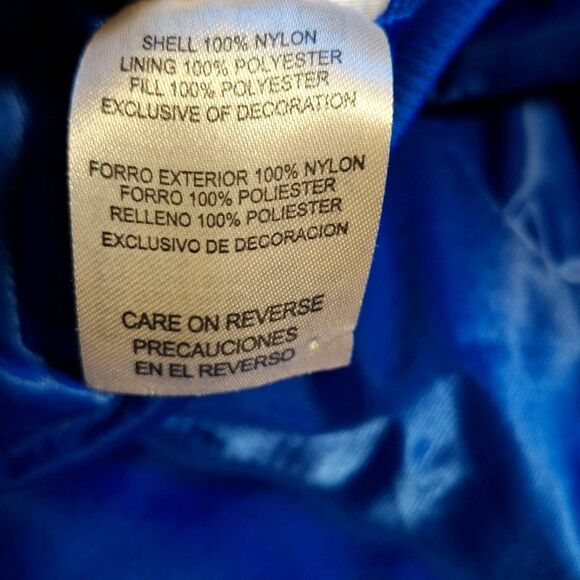 SHELL 100% NYLON
LINING 100% POLYESTER
FILL 100% POLYESTER
EXCLUSIVE OF DECORATION
FORRO EXTERIOR 100% NYLON
FORRO 100% POLIESTER
RELLENO 100% POLIESTER
EXCLUSIVO DE DECORACION
CARE ON REVERSE
PRECAUCIONES
EN EL REVERSO